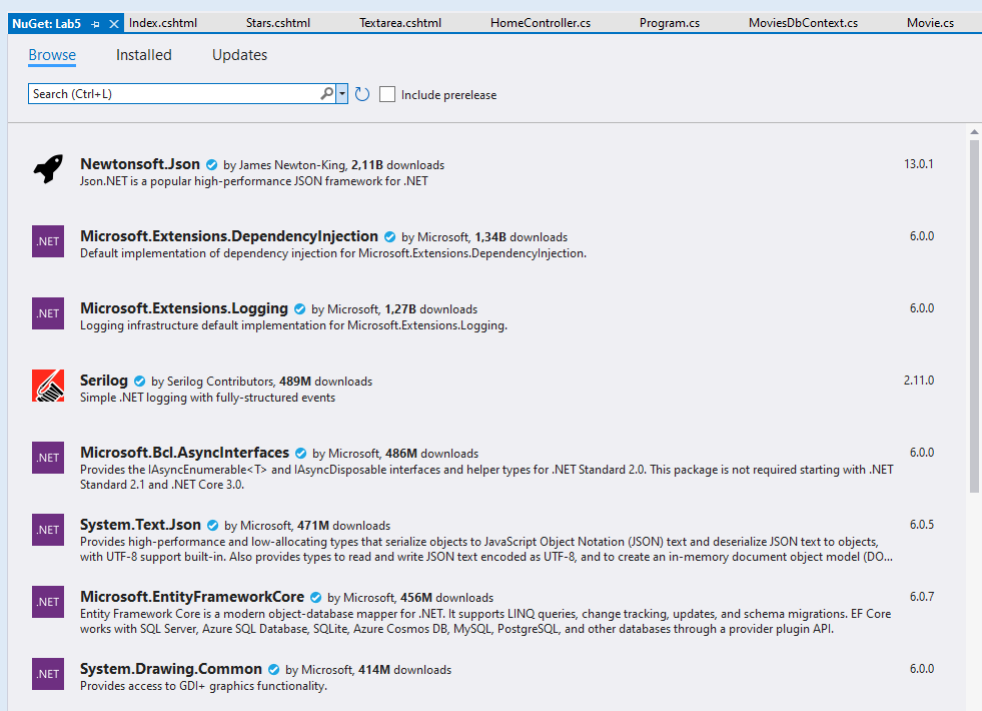 NuGet: Lab5 Index.cshtml Stars.cshtml Textarea.cshtml HomeController.cs Program.cs MoviesDbContext.cs Movie.cs
Browse Installed Updates
Search (Ctrl+L) Include prerelease
Newtonsoft.Json by James Newton-King, 2,11B downloads 13.0.1
Json.NET is a popular high-performance JSON framework for .NET
.NET Microsoft.Extensions.DependencyInjection by Microsoft, 1,34B downloads 6.0.0
Default implementation of dependency injection for Microsoft.Extensions.DependencyInjection.
.NET Microsoft.Extensions.Logging by Microsoft, 1,27B downloads 6.0.0
Logging infrastructure default implementation for Microsoft.Extensions.Logging.
Serilog by Serilog Contributors, 489M downloads 2.11.0
Simple .NET logging with fully-structured events
.NET Microsoft.Bcl.AsyncInterfaces by Microsoft, 486M downloads 6.0.0
Provides the IAsyncEnumerable<T> and IAsyncDisposable interfaces and helper types for .NET Standard 2.0. This package is not required starting with .NET
Standard 2.1 and .NET Core 3.0.
.NET System.Text.Json by Microsoft, 471M downloads 6.0.5
Provides high-performance and low-allocating types that serialize objects to JavaScript Object Notation (JSON) text and deserialize JSON text to objects,
with UTF-8 support built-in. Also provides types to read and write JSON text encoded as UTF-8, and to create an in-memory document object model (DO...
.NET Microsoft.EntityFrameworkCore by Microsoft, 456M downloads 6.0.7
Entity Framework Core is a modern object-database mapper for .NET. It supports LINQ queries, change tracking, updates, and schema migrations. EF Core
works with SQL Server, Azure SQL Database, SQLite, Azure Cosmos DB, MySQL, PostgreSQL, and other databases through a provider plugin API.
.NET System.Drawing.Common by Microsoft, 414M downloads 6.0.0
Provides access to GDI+ graphics functionality.